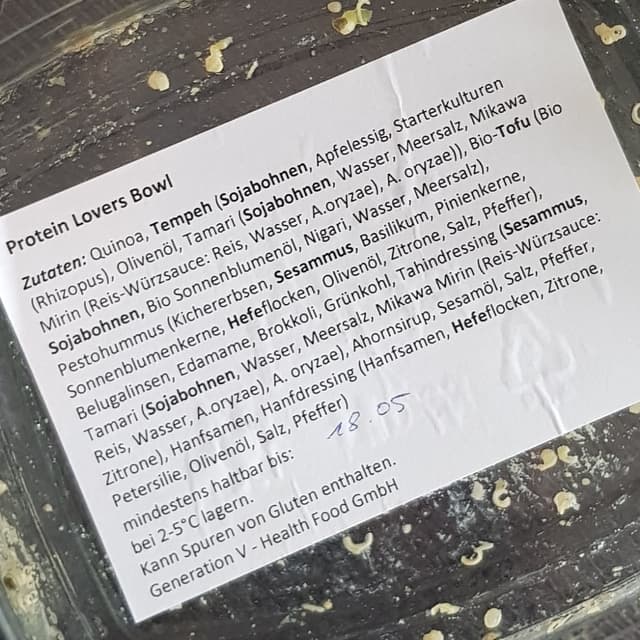 Protein Lovers Bowl
Zutaten: Quinoa, Tempeh (Sojabohnen, Apfelessig, Starterkulturen
(Rhizopus), Olivenöl, Tamari (Sojabohnen, Wasser, Meersalz, Mikawa
Mirin (Reis-Würzsauce: Reis, Wasser, A.oryzae), A. oryzae)), Bio-Tofu (Bio
Sojabohnen, Bio Sonnenblumenöl, Nigari, Wasser, Meersalz),
Pestohummus (Kichererbsen, Sesammus, Basilikum, Pinienkerne,
Sonnenblumenkerne, Hefeflocken, Olivenöl, Zitrone, Salz, Pfeffer),
Belugalinsen, Edamame, Brokkoli, Grünkohl, Tahindressing (Sesammus,
Tamari (Sojabohnen, Wasser, Meersalz, Mikawa Mirin (Reis-Würzsauce:
Reis, Wasser, A.oryzae), A. oryzae), Ahornsirup, Sesamöl, Salz, Pfeffer,
Zitrone), Hanfsamen, Hanfdressing (Hanfsamen, Hefeflocken, Zitrone,
Petersilie, Olivenöl, Salz, Pfeffer)
mindestens haltbar bis: 18.05
bei 2-5°C lagern.
Kann Spuren von Gluten enthalten.
Generation V - Health Food GmbH